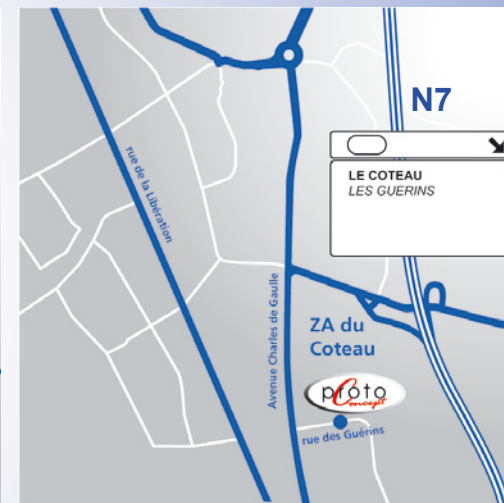 N7
LE COTEAU
LES GUERINS
rue de la Libération
Avenue Charles de Gaulle
ZA du
Coteau
proto
Concept
rue des Guérins